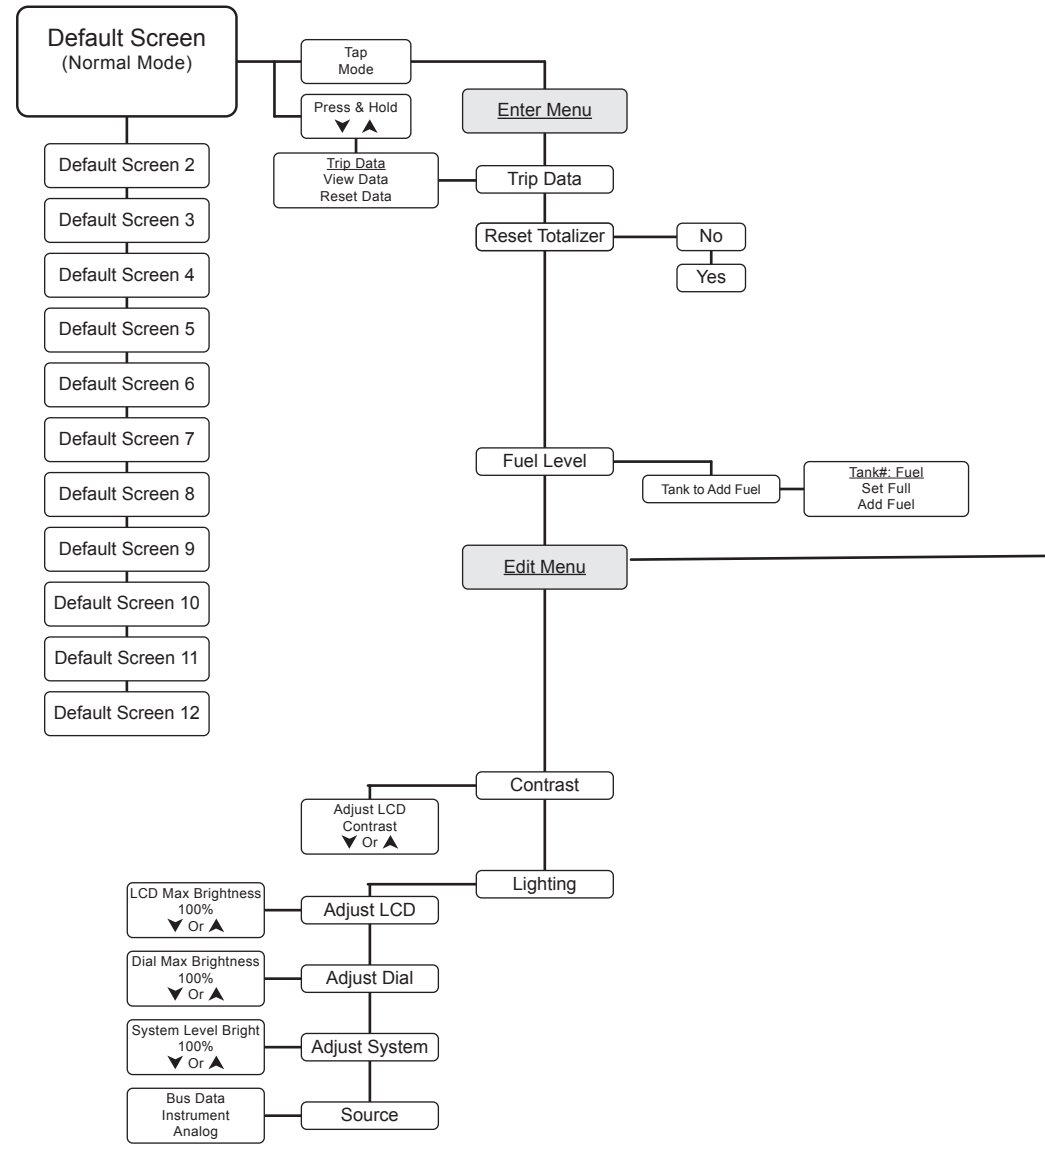 Default Screen
(Normal Mode)
Tap
Mode
Press & Hold
Enter Menu
Trip Data
View Data
Reset Data
Trip Data
Reset Totalizer
No
Yes
Default Screen 2
Default Screen 3
Default Screen 4
Default Screen 5
Default Screen 6
Default Screen 7
Default Screen 8
Default Screen 9
Default Screen 10
Default Screen 11
Default Screen 12
Fuel Level
Tank to Add Fuel
Tank#: Fuel
Set Full
Add Fuel
Edit Menu
Contrast
Adjust LCD
Contrast
Or
Lighting
LCD Max Brightness
100%
Or
Adjust LCD
Dial Max Brightness
100%
Or
Adjust Dial
System Level Bright
100%
Or
Adjust System
Bus Data
Instrument
Analog
Source